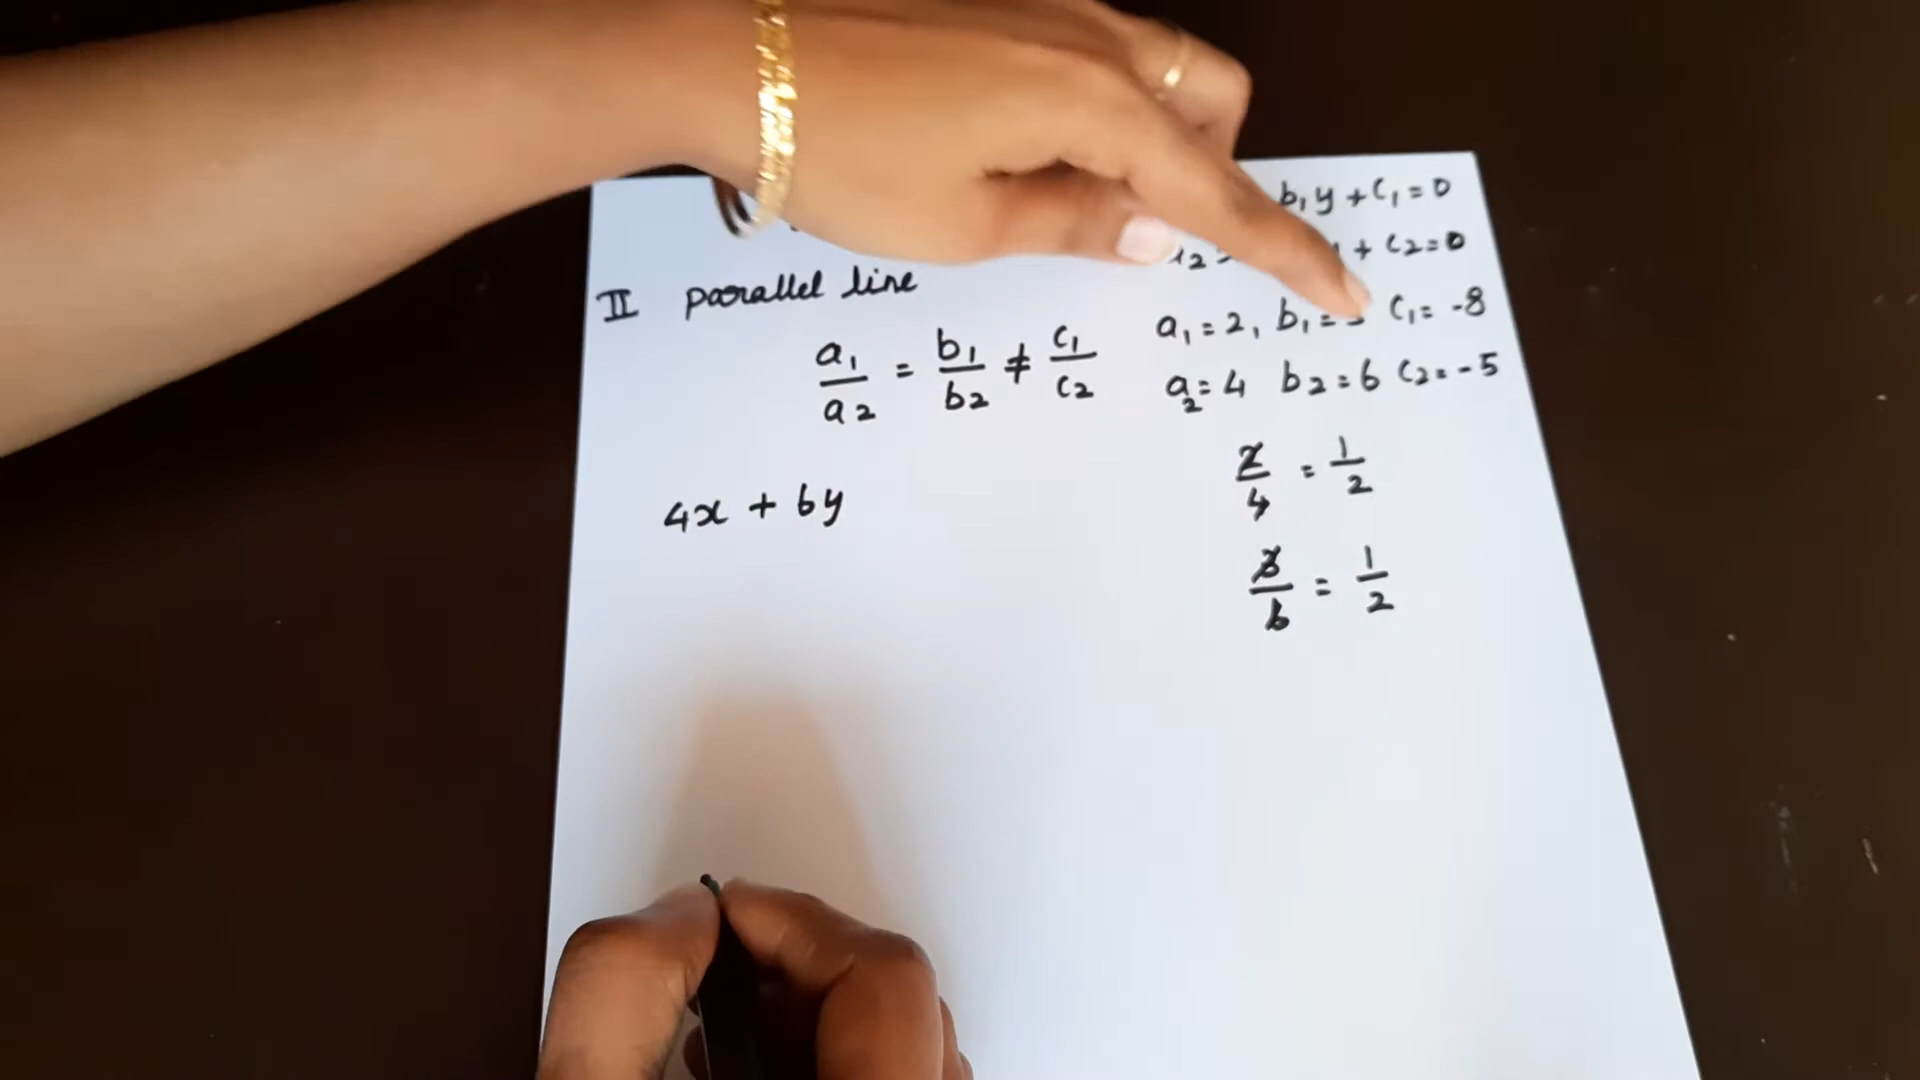 b₁y + C₁ = 0
+ C₂ = 0
II parallel line
a₁/a₂ = b₁/b₂ ≠ C₁/C₂
a₁ = 2, b₁ = C₁ = -8
a₂ = 4 b₂ = 6 C₂ = -5
2/4 = 1/2
4x + 6y
3/6 = 1/2